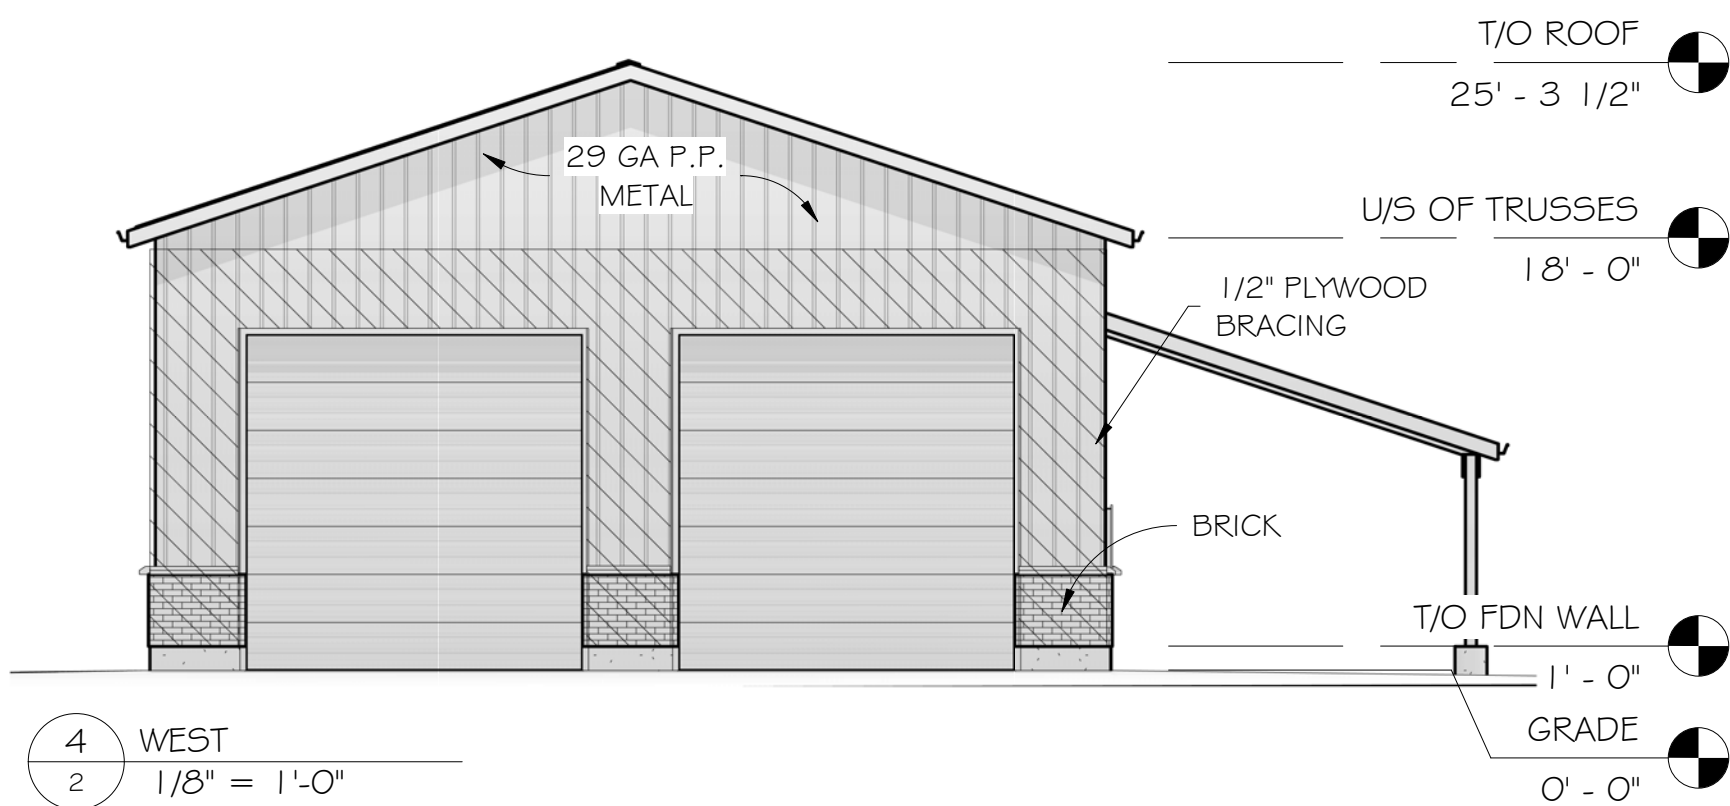 T/O ROOF
25' - 3 1/2"
29 GA P.P.
METAL
U/S OF TRUSSES
18' - 0"
1/2" PLYWOOD
BRACING
BRICK
T/O FDN WALL
1' - 0"
GRADE
0' - 0"
4
2
WEST
1/8" = 1'-0"